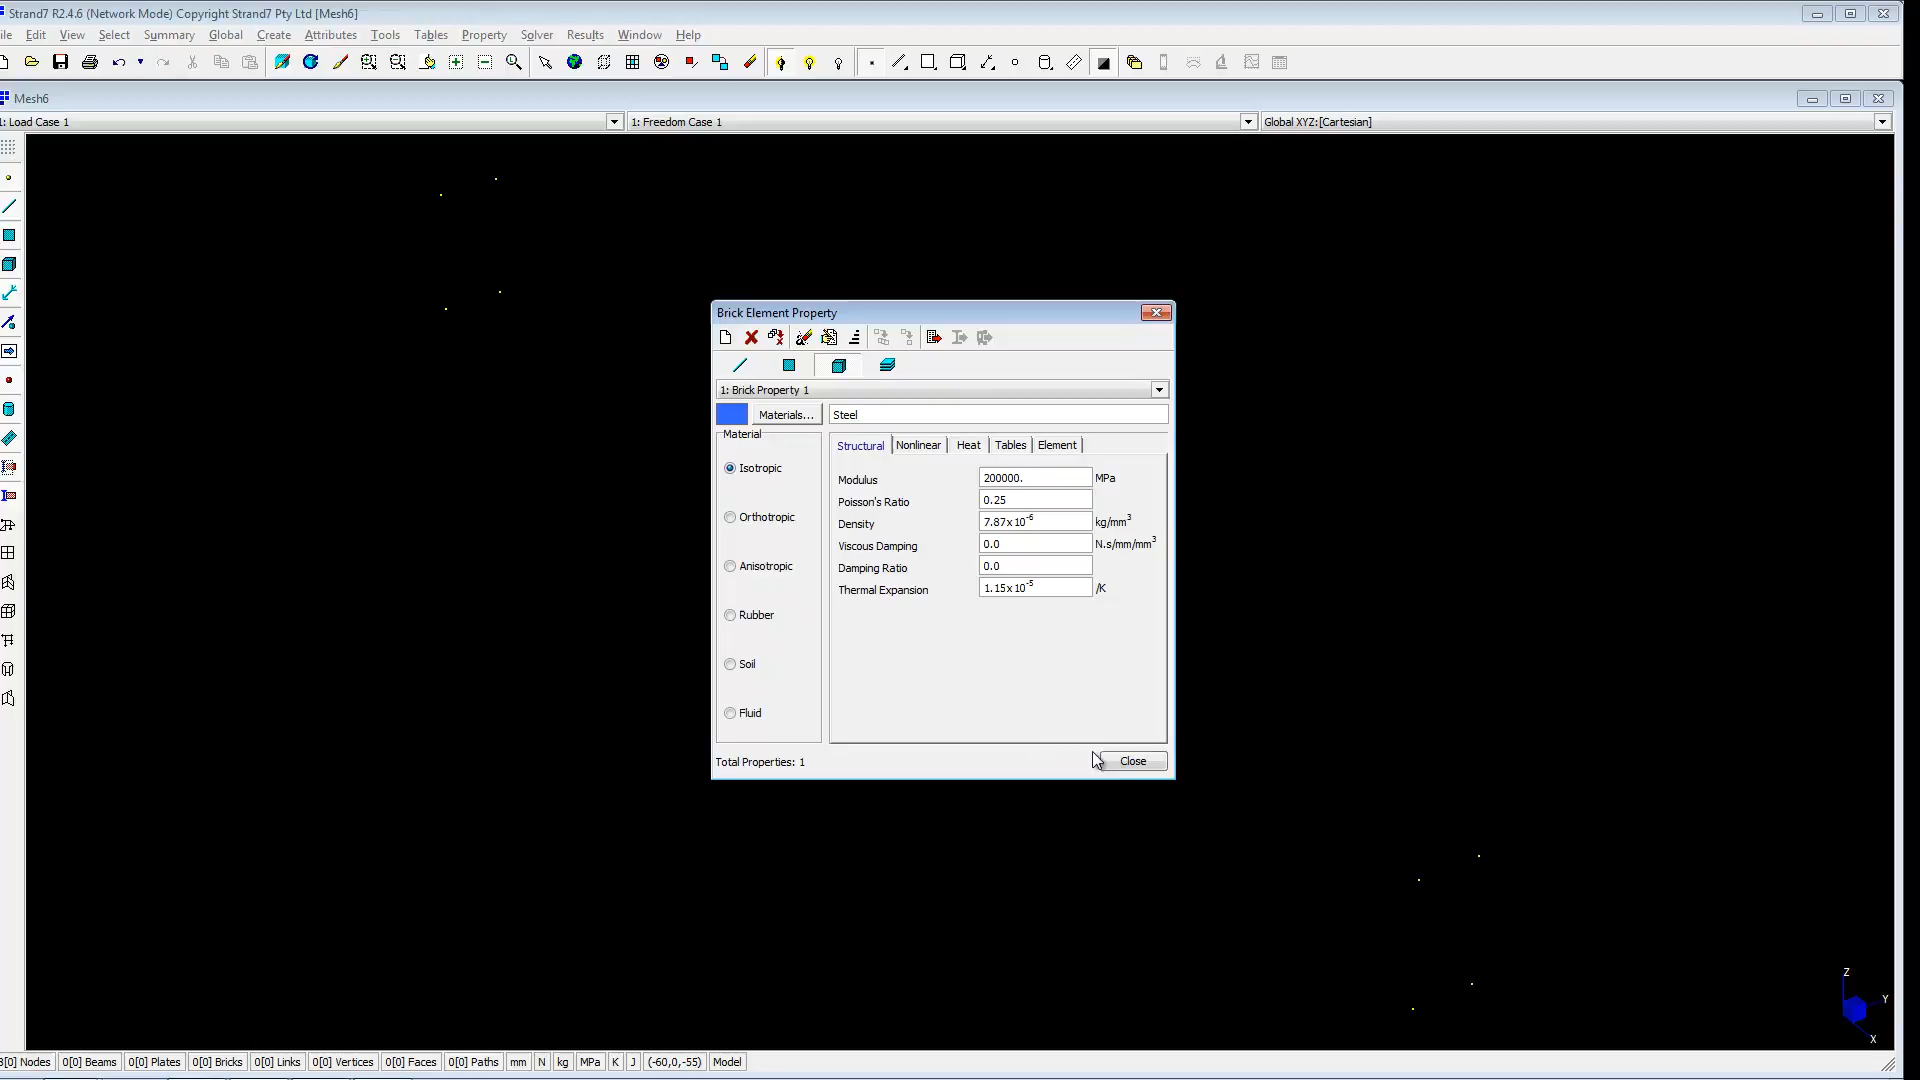 Strand7 R2.4.6 (Network Mode) Copyright Strand7 Pty Ltd [Mesh6]
ile Edit View Select Summary Global Create Attributes Tools Tables Property Solver Results Window Help
Mesh6
1: Load Case 1 1: Freedom Case 1 Global XYZ:[Cartesian]
Brick Element Property
1: Brick Property 1
Materials... Steel
Material
Structural Nonlinear Heat Tables Element
Isotropic
Orthotropic
Anisotropic
Rubber
Soil
Fluid
Modulus 200000. MPa
Poisson's Ratio 0.25
Density 7.87x10⁻⁶ kg/mm³
Viscous Damping 0.0 N.s/mm/mm³
Damping Ratio 0.0
Thermal Expansion 1.15x10⁻⁵ /K
Total Properties: 1 Close
Z
Y
X
8[0] Nodes 0[0] Beams 0[0] Plates 0[0] Bricks 0[0] Links 0[0] Vertices 0[0] Faces 0[0] Paths mm N kg MPa K J (-60,0,-55) Model